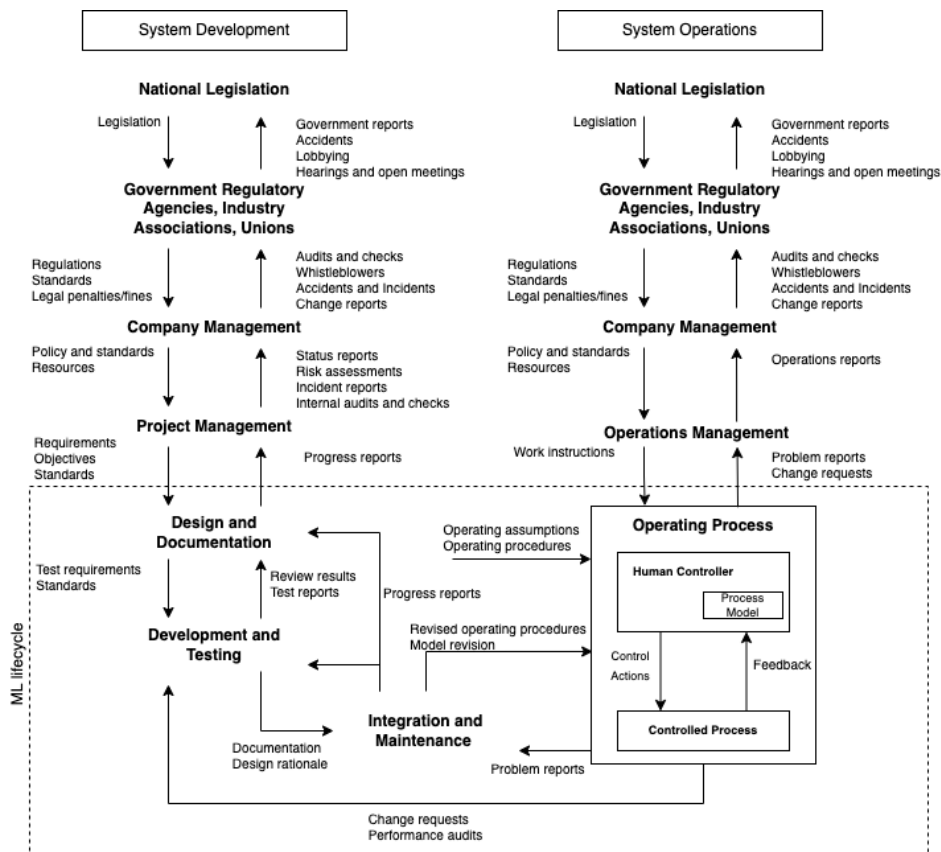 System Development
System Operations
National Legislation
National Legislation
Legislation
Government reports
Accidents
Lobbying
Hearings and open meetings
Legislation
Government reports
Accidents
Lobbying
Hearings and open meetings
Government Regulatory
Agencies, Industry
Associations, Unions
Government Regulatory
Agencies, Industry
Associations, Unions
Regulations
Standards
Legal penalties/fines
Audits and checks
Whistleblowers
Accidents and Incidents
Change reports
Regulations
Standards
Legal penalties/fines
Audits and checks
Whistleblowers
Accidents and Incidents
Change reports
Company Management
Company Management
Policy and standards
Resources
Status reports
Risk assessments
Incident reports
Internal audits and checks
Policy and standards
Resources
Operations reports
Project Management
Operations Management
Requirements
Objectives
Standards
Progress reports
Work instructions
Problem reports
Change requests
ML lifecycle
Design and
Documentation
Operating assumptions
Operating procedures
Operating Process
Human Controller
Process
Model
Test requirements
Standards
Review results
Test reports
Progress reports
Development and
Testing
Revised operating procedures
Model revision
Control
Actions
Feedback
Integration and
Maintenance
Controlled Process
Documentation
Design rationale
Problem reports
Change requests
Performance audits